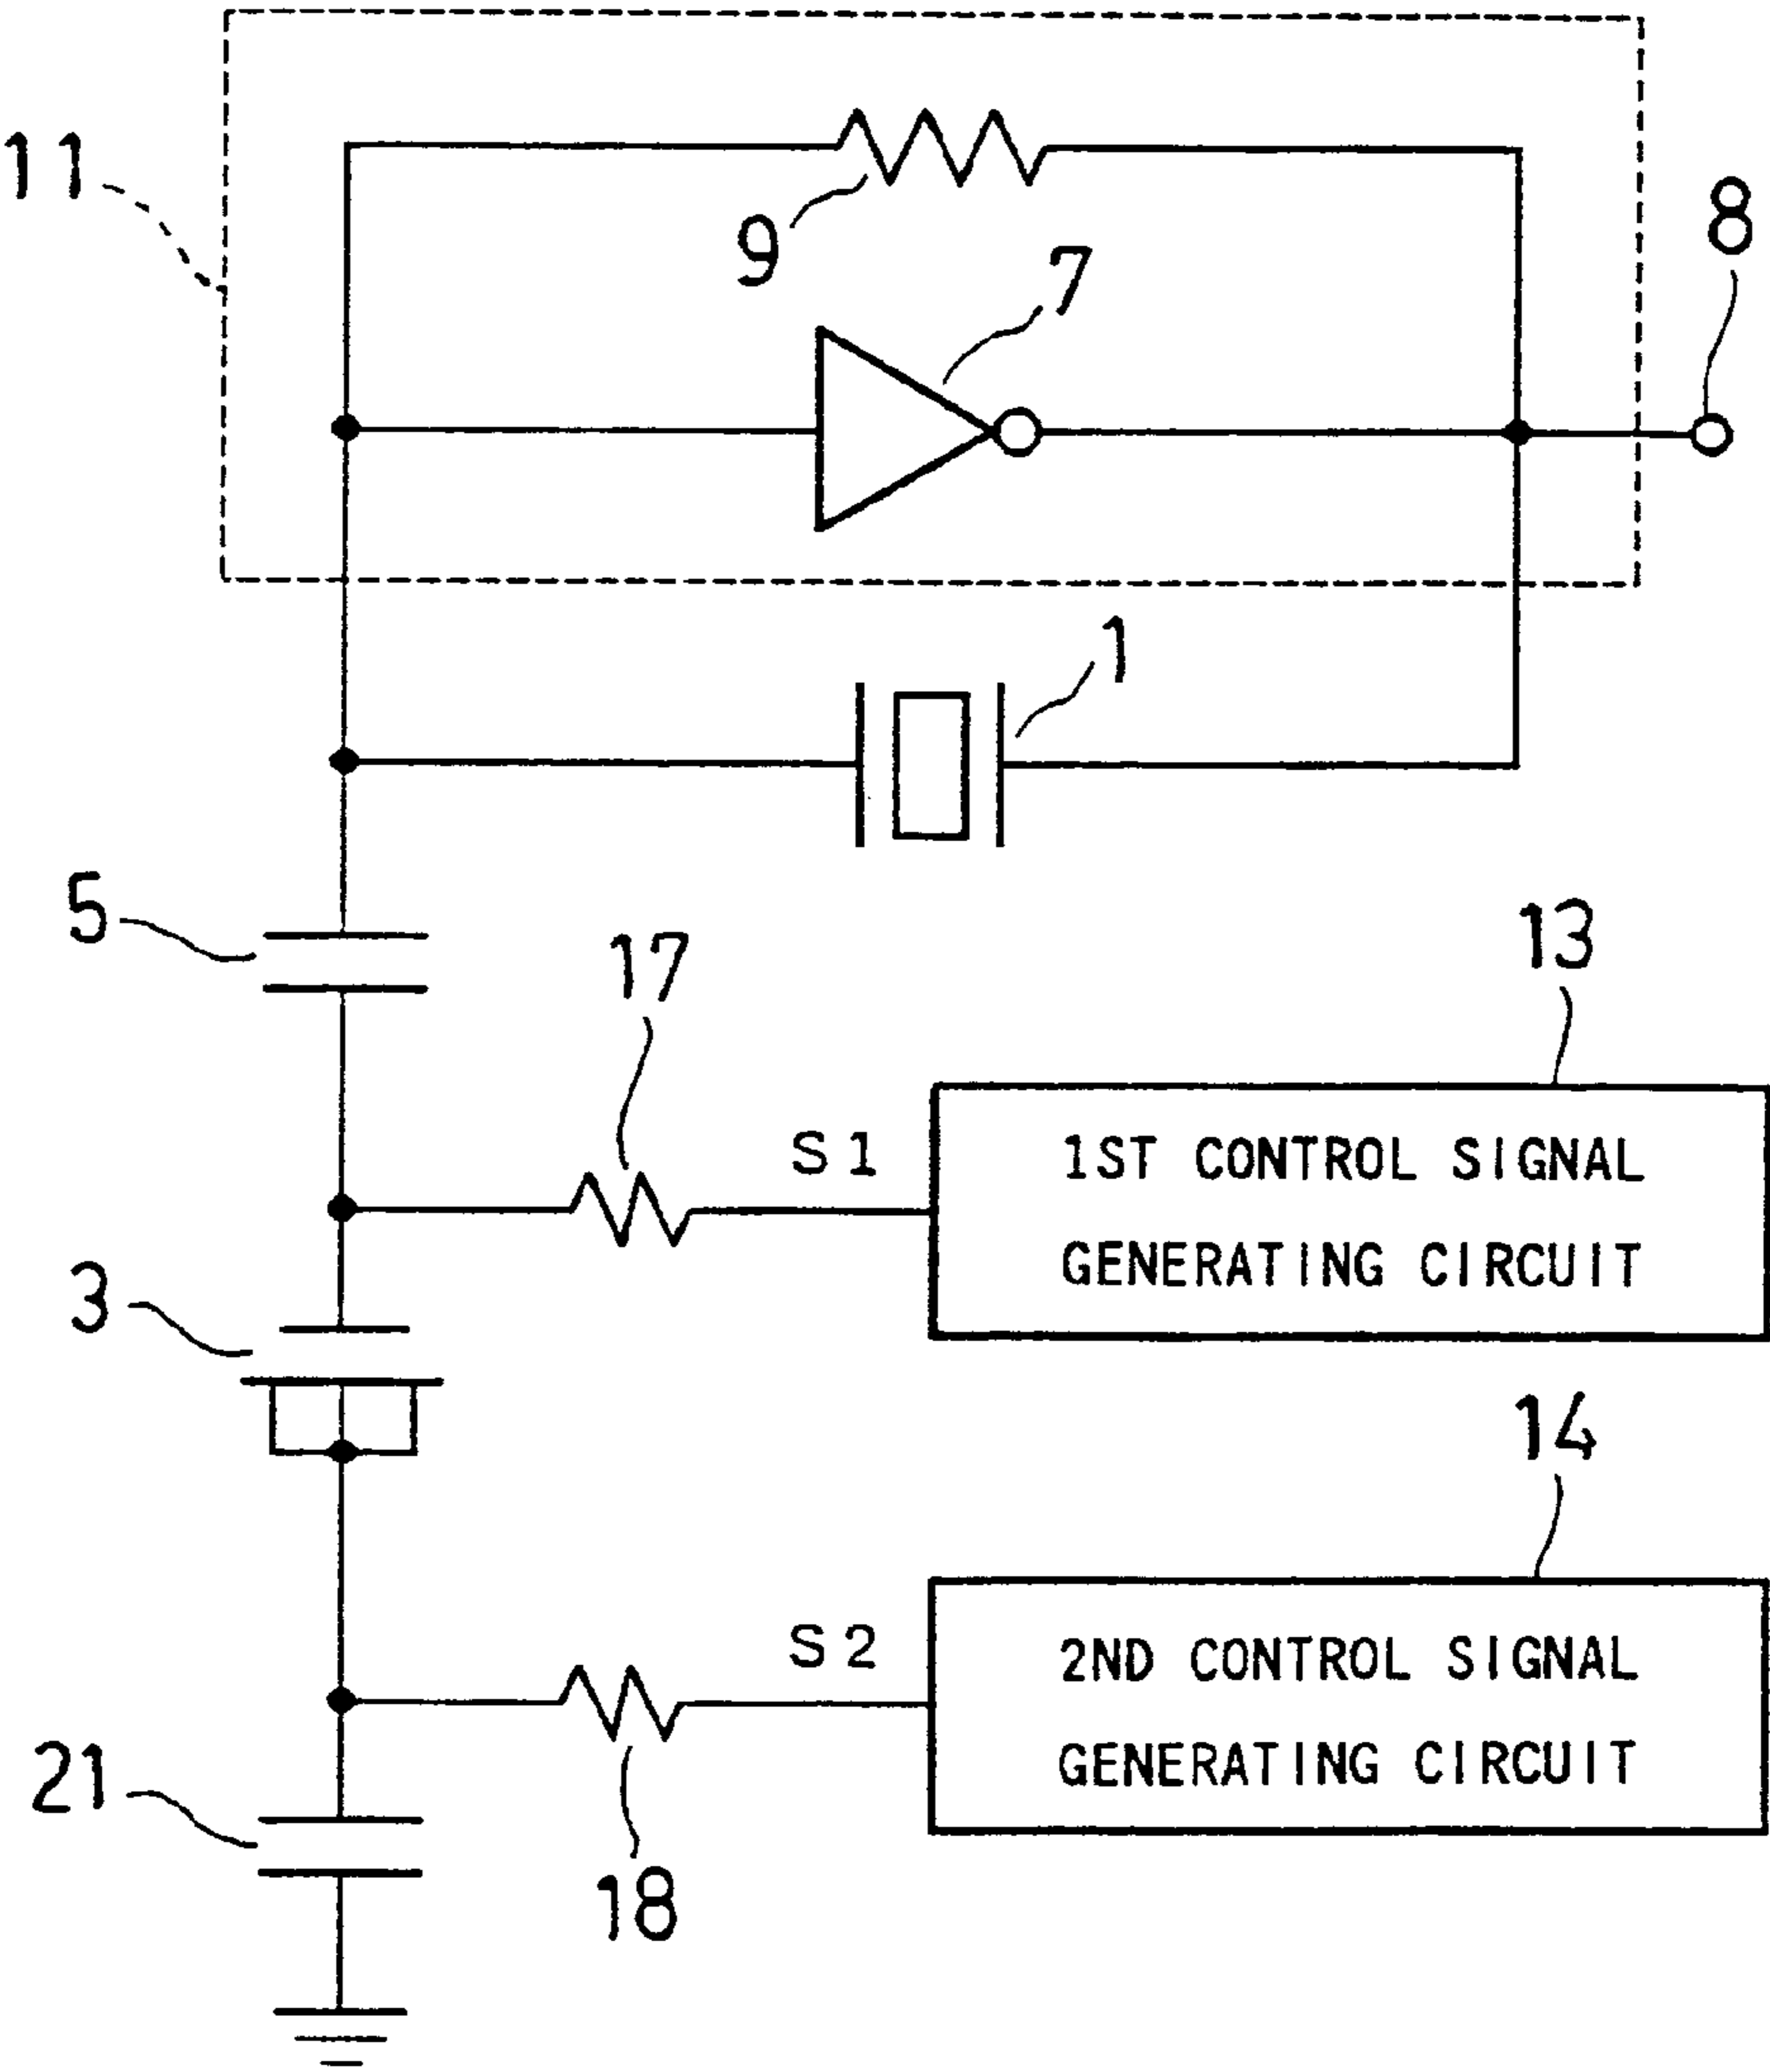 11
9
7
8
1
5
17
13
S1
1ST CONTROL SIGNAL
GENERATING CIRCUIT
3
14
S2
2ND CONTROL SIGNAL
GENERATING CIRCUIT
21
18